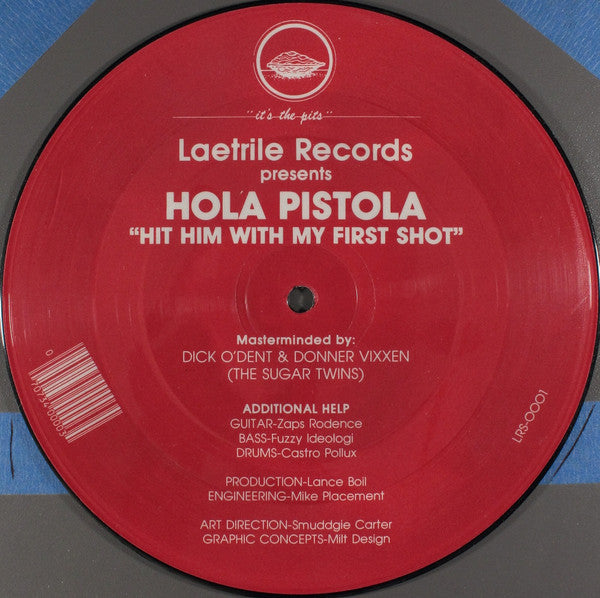 "it's the pits"
Laetrile Records
presents
HOLA PISTOLA
"HIT HIM WITH MY FIRST SHOT"
Masterminded by:
DICK O'DENT & DONNER VIXXEN
(THE SUGAR TWINS)
ADDITIONAL HELP
GUITAR-Zaps Rodence
BASS-Fuzzy Ideologi
DRUMS-Castro Pollux
PRODUCTION-Lance Boil
ENGINEERING-Mike Placement
ART DIRECTION-Smuddgie Carter
GRAPHIC CONCEPTS-Milt Design
LRS-0001
0